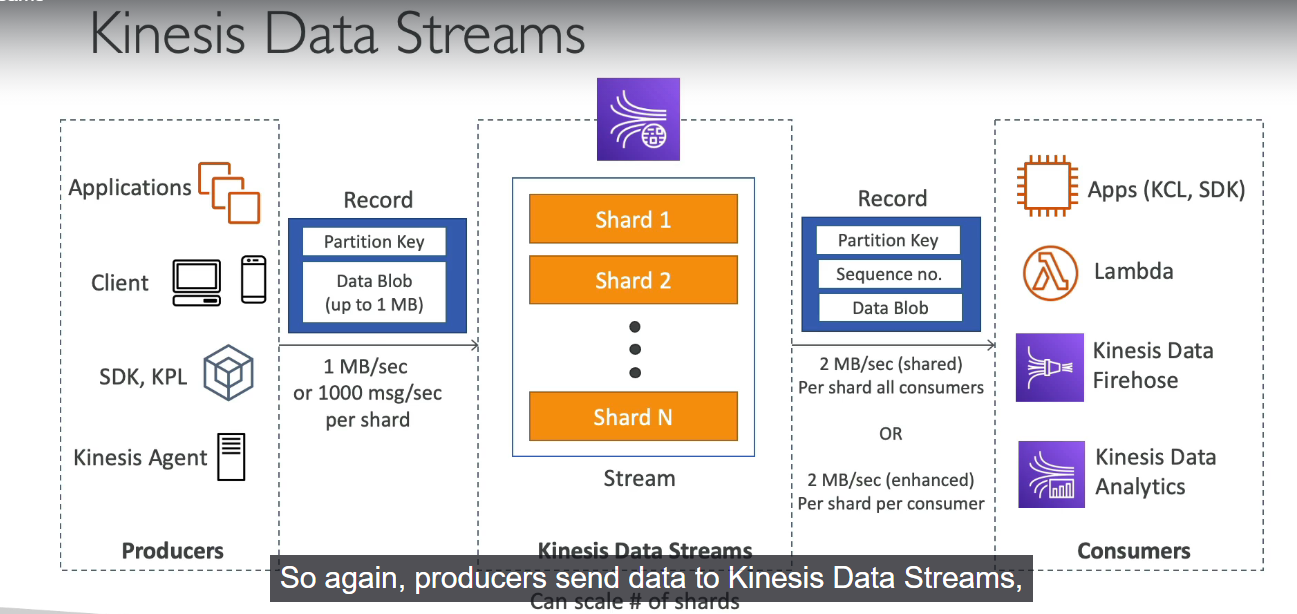 Kinesis Data Streams
Applications
Client
SDK, KPL
Kinesis Agent
Producers
Record
Partition Key
Data Blob
(up to 1 MB)
1 MB/sec
or 1000 msg/sec
per shard
Shard 1
Shard 2
Shard N
Stream
Kinesis Data Streams
Can scale # of shards
Record
Partition Key
Sequence no.
Data Blob
2 MB/sec (shared)
Per shard all consumers
OR
2 MB/sec (enhanced)
Per shard per consumer
Apps (KCL, SDK)
Lambda
Kinesis Data
Firehose
Kinesis Data
Analytics
Consumers
So again, producers send data to Kinesis Data Streams,